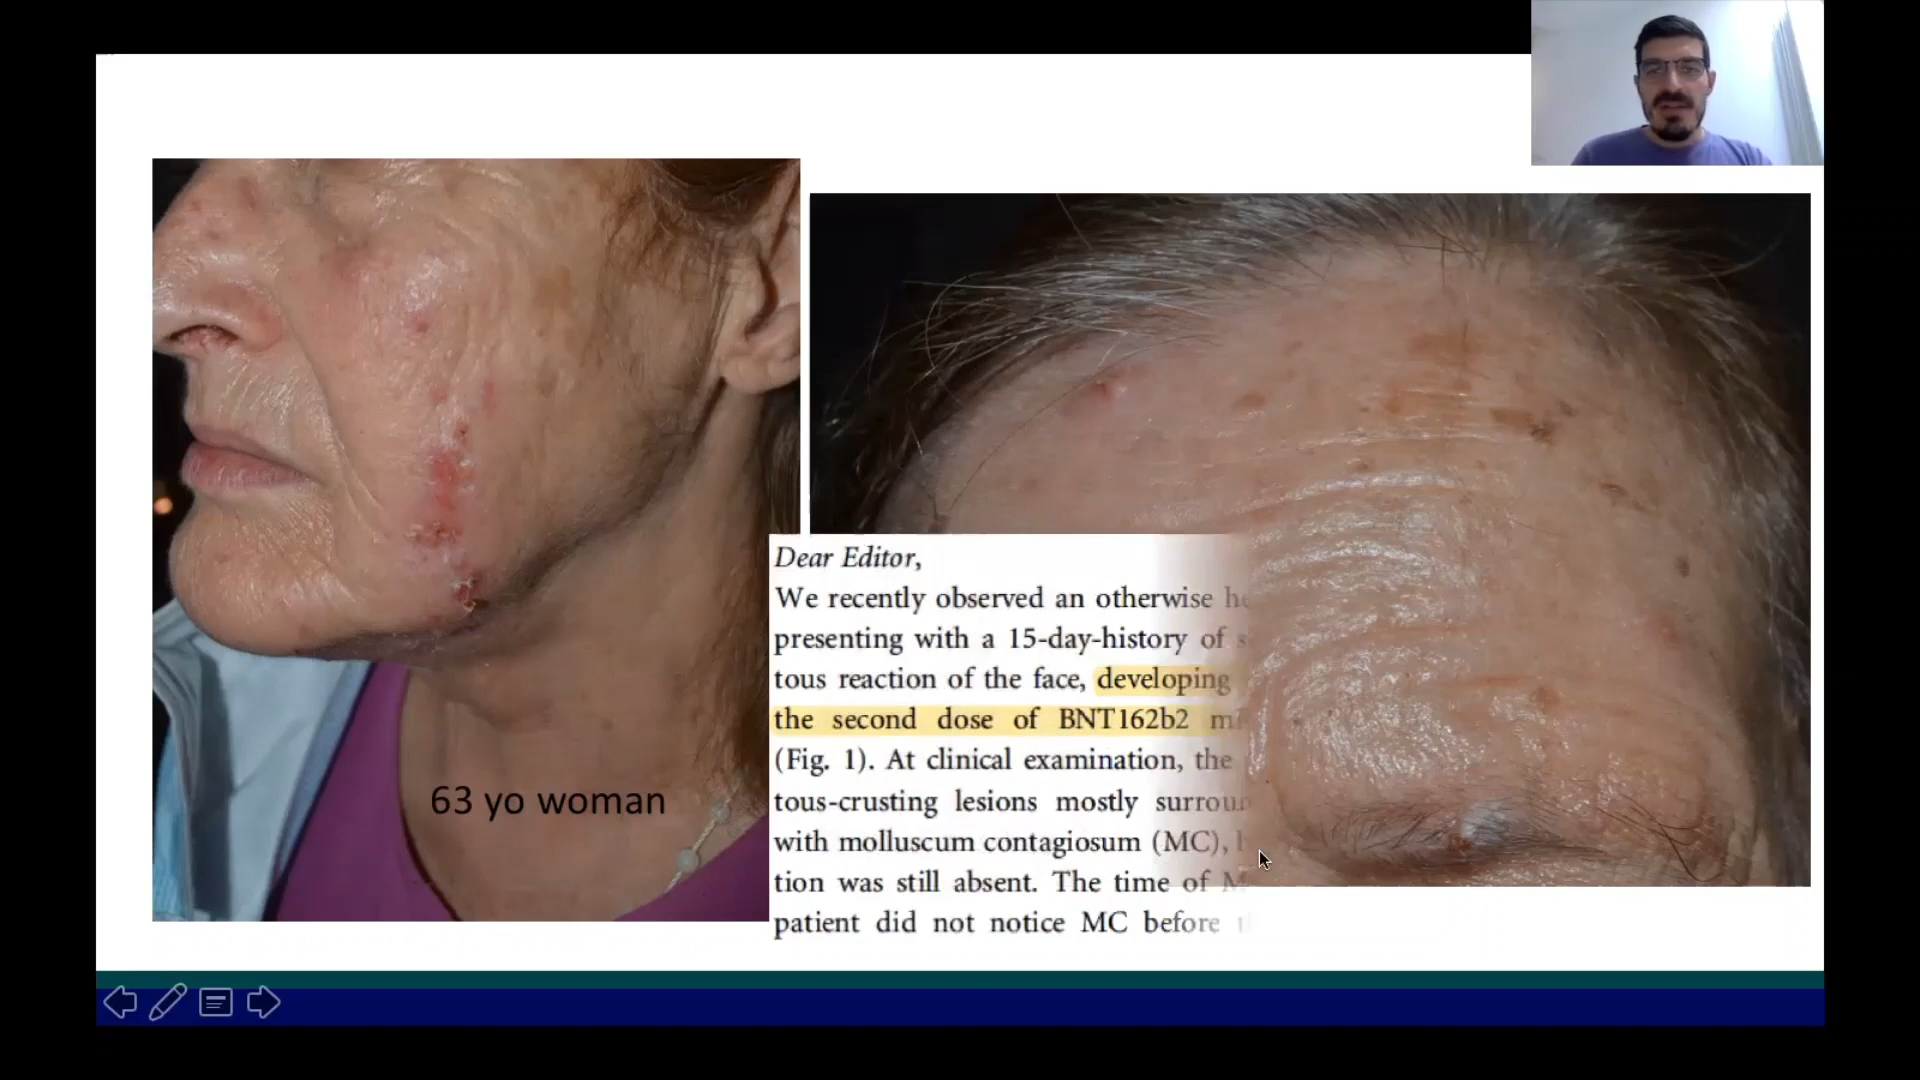 63 yo woman
Dear Editor,
We recently observed an otherwise
presenting with a 15-day-history of
tous reaction of the face, developing
the second dose of BNT162b2
(Fig. 1). At clinical examination, the
tous-crusting lesions mostly
with molluscum contagiosum (MC),
tion was still absent. The time of
patient did not notice MC before